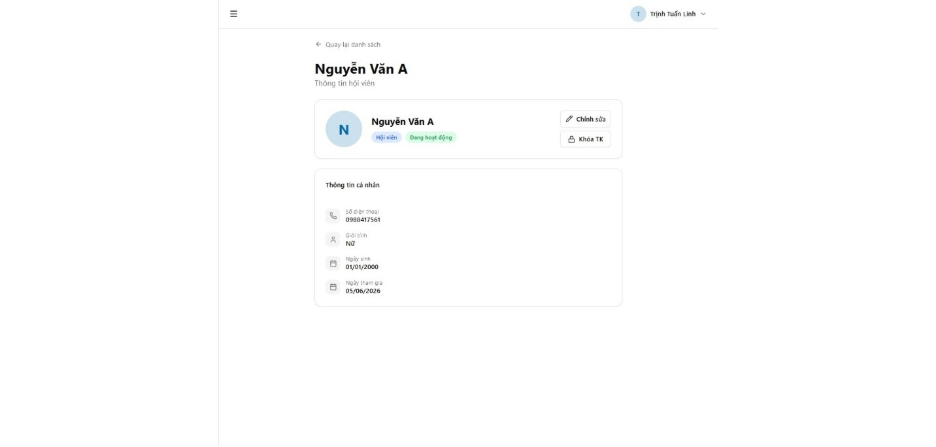 T Trịnh Tuấn Linh
Quay lại danh sách
Nguyễn Văn A
Thông tin hội viên
N
Nguyễn Văn A
Hội viên Đang hoạt động
Chỉnh sửa
Khóa TK
Thông tin cá nhân
Số điện thoại
0988417561
Giới tính
Nữ
Ngày sinh
01/01/2000
Ngày tham gia
05/06/2026